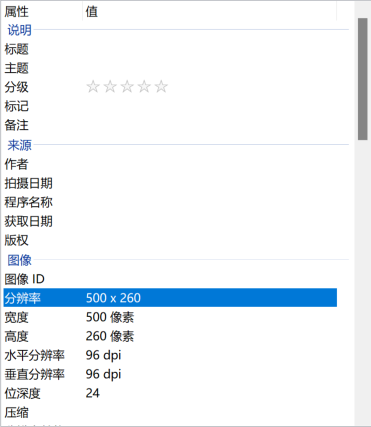 属性 值
说明
标题
主题
分级 ☆☆☆☆☆
标记
备注
来源
作者
拍摄日期
程序名称
获取日期
版权
图像
图像 ID
分辨率 500 x 260
宽度 500 像素
高度 260 像素
水平分辨率 96 dpi
垂直分辨率 96 dpi
位深度 24
压缩